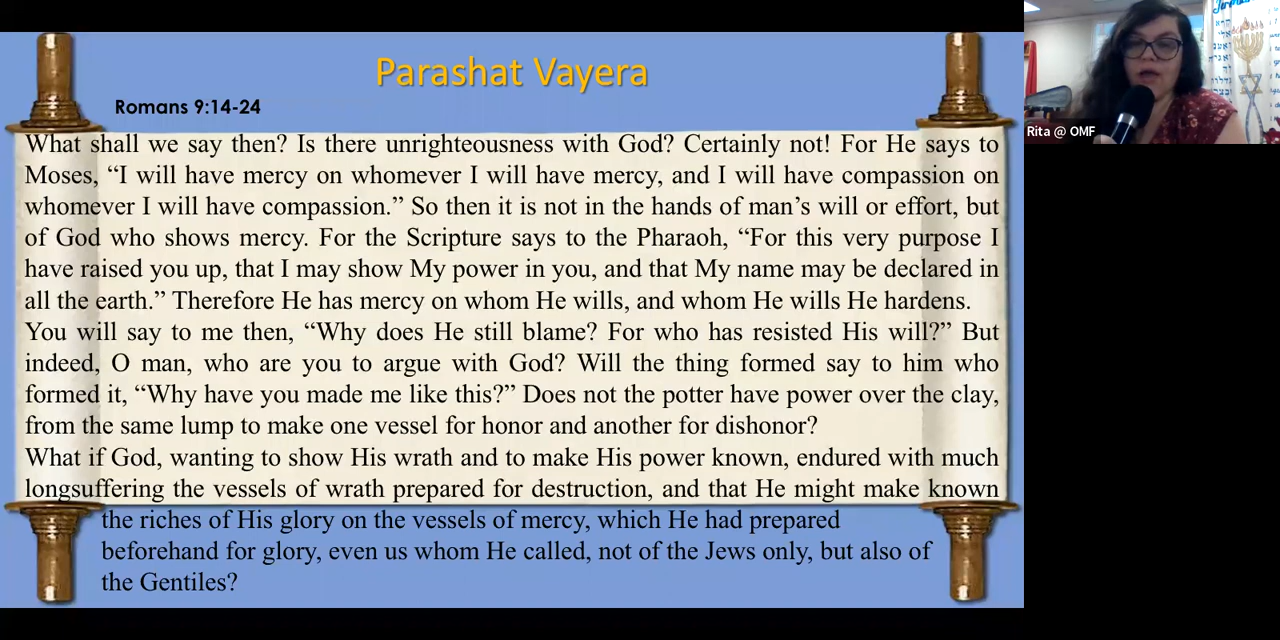 Parashat Vayera
Romans 9:14-24
What shall we say then? Is there unrighteousness with God? Certainly not! For He says to
Moses, “I will have mercy on whomever I will have mercy, and I will have compassion on
whomever I will have compassion.” So then it is not in the hands of man’s will or effort, but
of God who shows mercy. For the Scripture says to the Pharaoh, “For this very purpose I
have raised you up, that I may show My power in you, and that My name may be declared in
all the earth.” Therefore He has mercy on whom He wills, and whom He wills He hardens.
You will say to me then, “Why does He still blame? For who has resisted His will?” But
indeed, O man, who are you to argue with God? Will the thing formed say to him who
formed it, “Why have you made me like this?” Does not the potter have power over the clay,
from the same lump to make one vessel for honor and another for dishonor?
What if God, wanting to show His wrath and to make His power known, endured with much
longsuffering the vessels of wrath prepared for destruction, and that He might make known
the riches of His glory on the vessels of mercy, which He had prepared
beforehand for glory, even us whom He called, not of the Jews only, but also of
the Gentiles?
Rita @ OMF